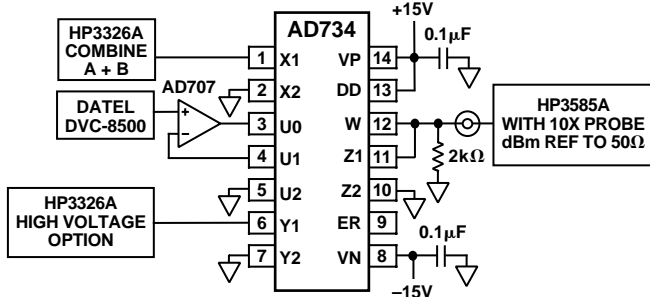 AD734
+15V
HP3326A
COMBINE
A + B
AD707
0.1μF
1 X1 VP 14
2 X2 DD 13
DATEL
DVC-8500
+
−
3 U0 W 12
4 U1 Z1 11
2kΩ
HP3585A
WITH 10X PROBE
dBm REF TO 50Ω
5 U2 Z2 10
HP3326A
HIGH VOLTAGE
OPTION
6 Y1 ER 9
7 Y2 VN 8
0.1μF
–15V